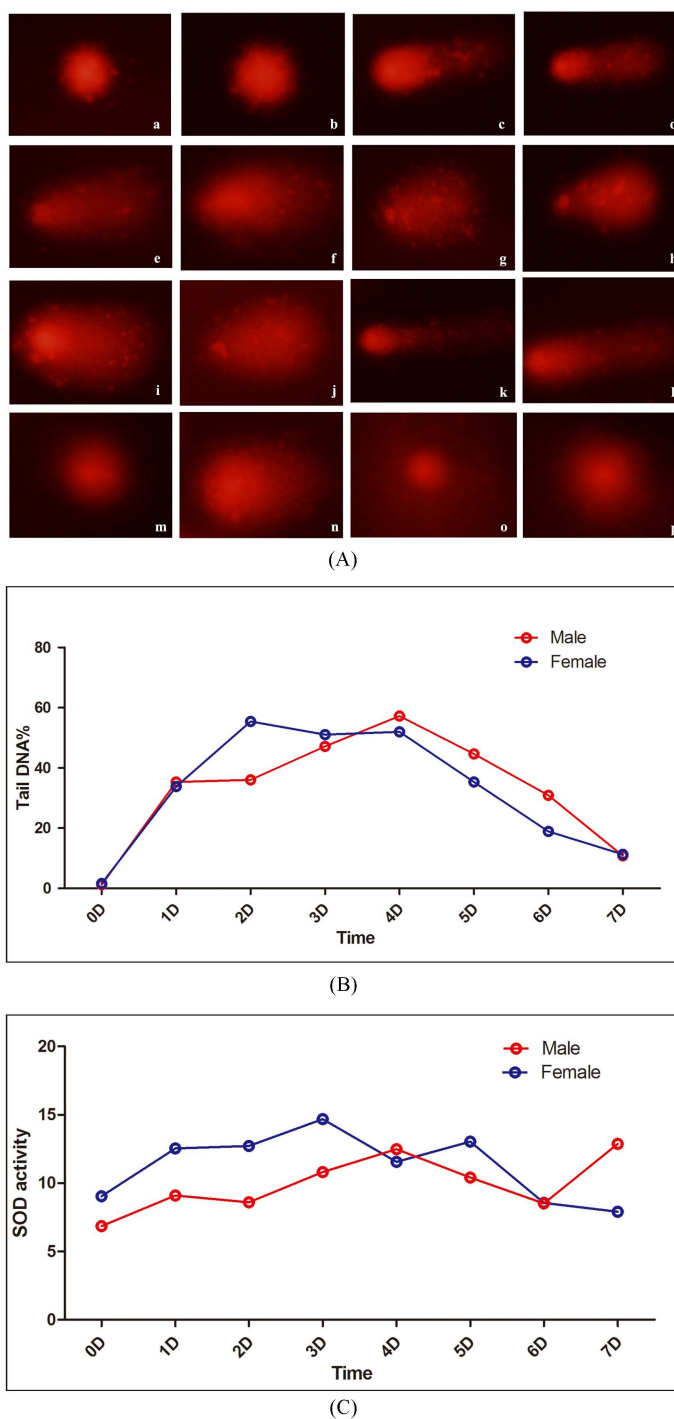 a b c d
e f g h
i j k l
m n o p
(A)
Male
Female
80
60
40
20
0
Tail DNA%
0D 1D 2D 3D 4D 5D 6D 7D
Time
(B)
Male
Female
20
15
10
5
0
SOD activity
0D 1D 2D 3D 4D 5D 6D 7D
Time
(C)